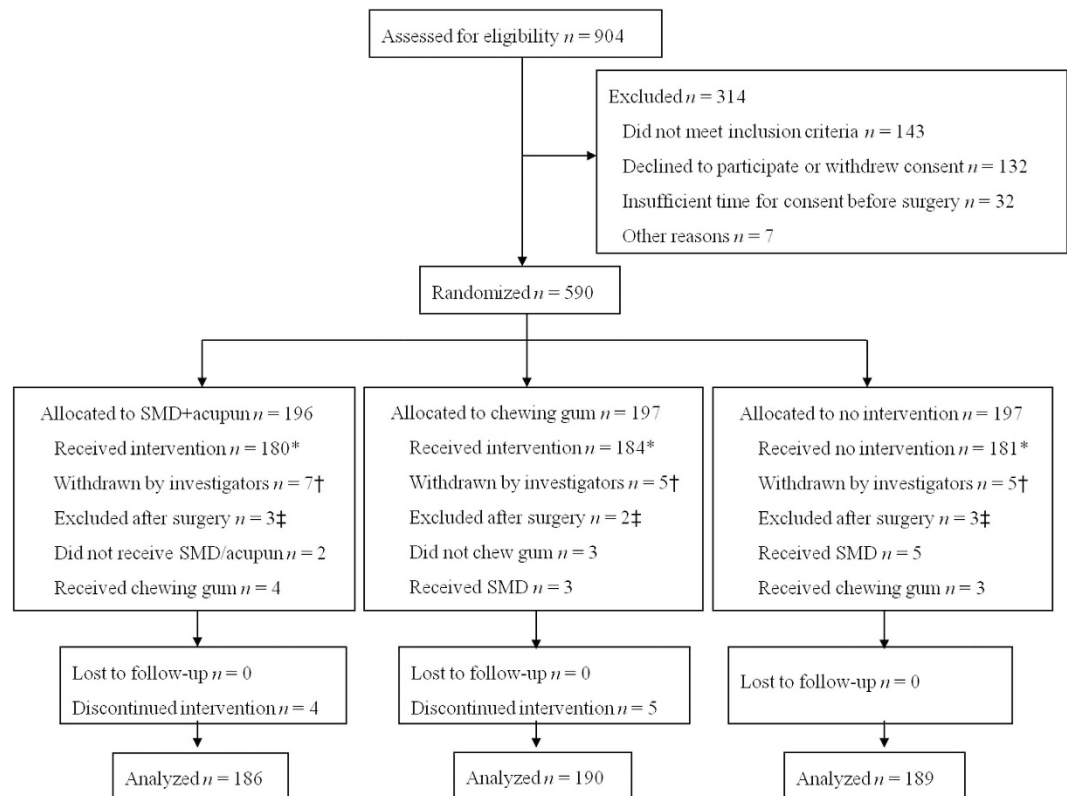 Assessed for eligibility n = 904
Excluded n = 314
Did not meet inclusion criteria n = 143
Declined to participate or withdrew consent n = 132
Insufficient time for consent before surgery n = 32
Other reasons n = 7
Randomized n = 590
Allocated to SMD+acupun n = 196
Received intervention n = 180*
Withdrawn by investigators n = 7†
Excluded after surgery n = 3‡
Did not receive SMD/acupun n = 2
Received chewing gum n = 4
Allocated to chewing gum n = 197
Received intervention n = 184*
Withdrawn by investigators n = 5†
Excluded after surgery n = 2‡
Did not chew gum n = 3
Received SMD n = 3
Allocated to no intervention n = 197
Received no intervention n = 181*
Withdrawn by investigators n = 5†
Excluded after surgery n = 3‡
Received SMD n = 5
Received chewing gum n = 3
Lost to follow-up n = 0
Discontinued intervention n = 4
Lost to follow-up n = 0
Discontinued intervention n = 5
Lost to follow-up n = 0
Analyzed n = 186
Analyzed n = 190
Analyzed n = 189